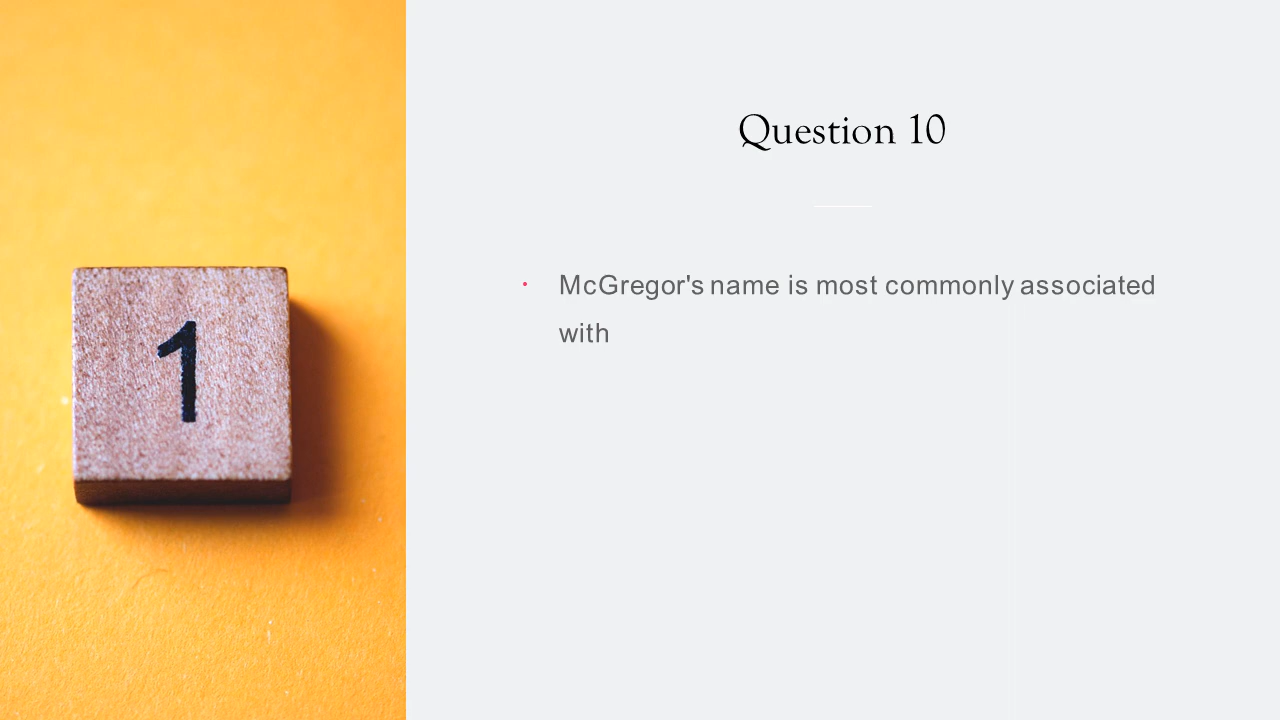 Question 10
1
• McGregor's name is most commonly associated
with